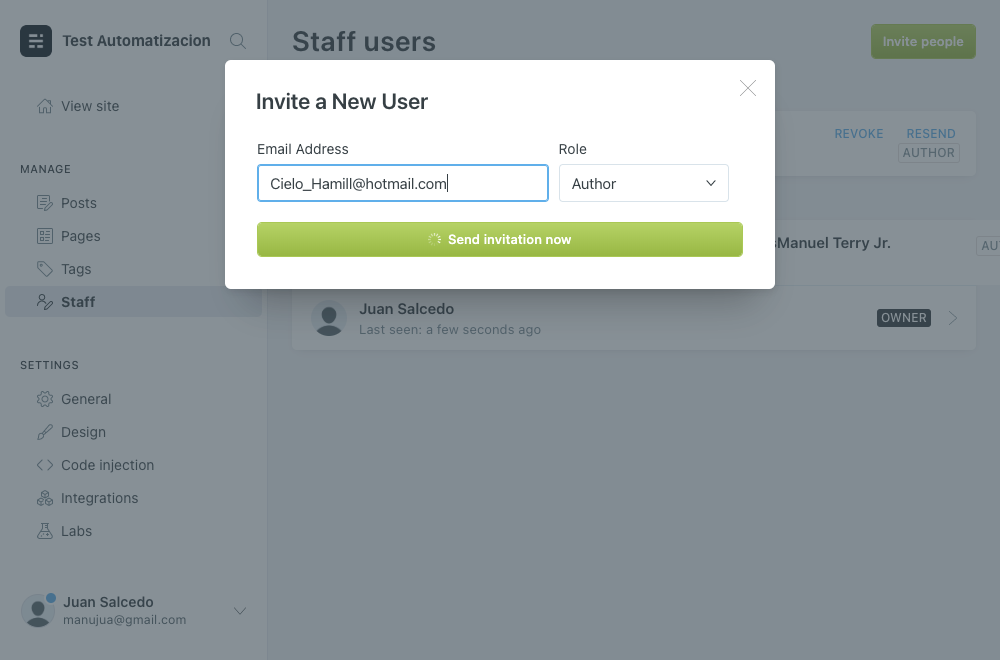 Test Automatizacion
View site
MANAGE
Posts
Pages
Tags
Staff
SETTINGS
General
Design
Code injection
Integrations
Labs
Juan Salcedo
manujua@gmail.com
Staff users
Invite people
Invite a New User
Email Address
Role
Cielo_Hamill@hotmail.com
Author
Send invitation now
REVOKE
RESEND
AUTHOR
Manuel Terry Jr.
Juan Salcedo
Last seen: a few seconds ago
OWNER